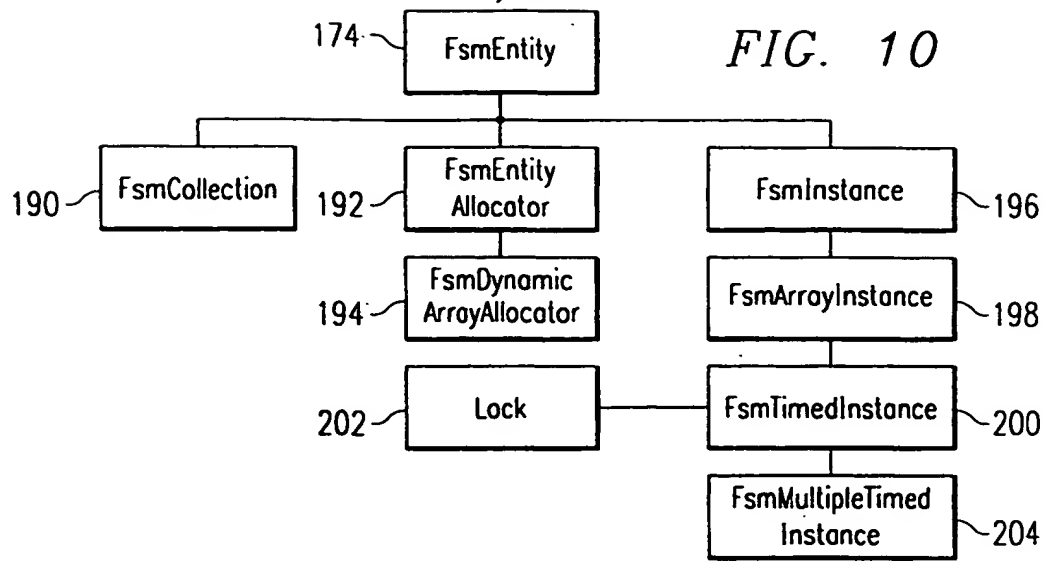 174 FsmEntity FIG. 10
190 FsmCollection
192 FsmEntity
Allocator
FsmInstance 196
194 FsmDynamic
ArrayAllocator
FsmArrayInstance 198
202 Lock
FsmTimedInstance 200
FsmMultipleTimed
Instance 204